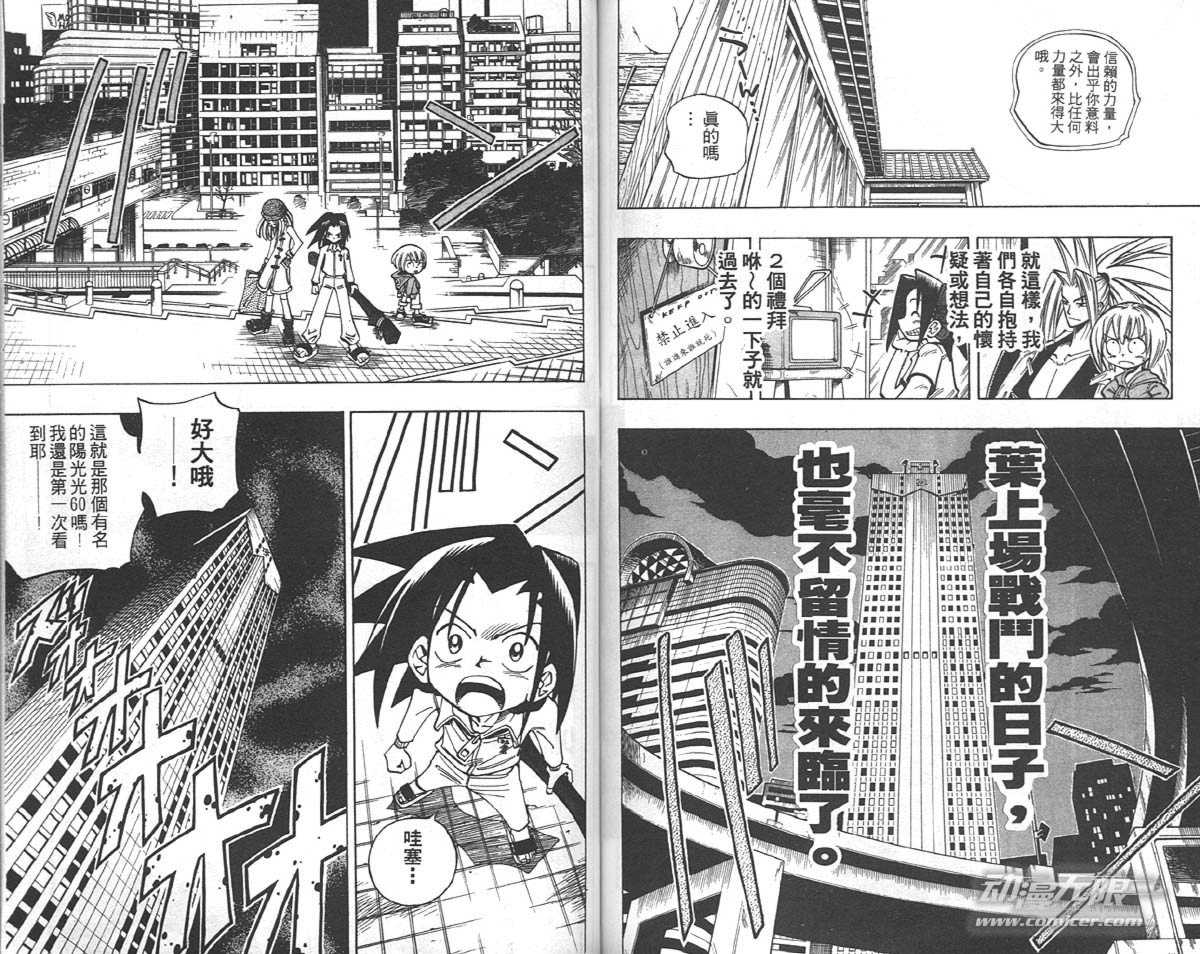 信賴的力量，
會出乎你意料
之外，比任何
力量都來得大
哦。
眞的嗎
…
就這樣，我
們各自抱持
著自己的懷
疑或想法，
2個禮拜
咻～的一下子就
過去了。
KEEP OUT
禁止進入
葉上場戰鬥的日子，
也毫不留情的來臨了。
哇塞…
好大哦
——！
這就是那個有名
的陽光光60嗎！
我還是第一次看
到耶——！
动漫无限
www.comicer.com